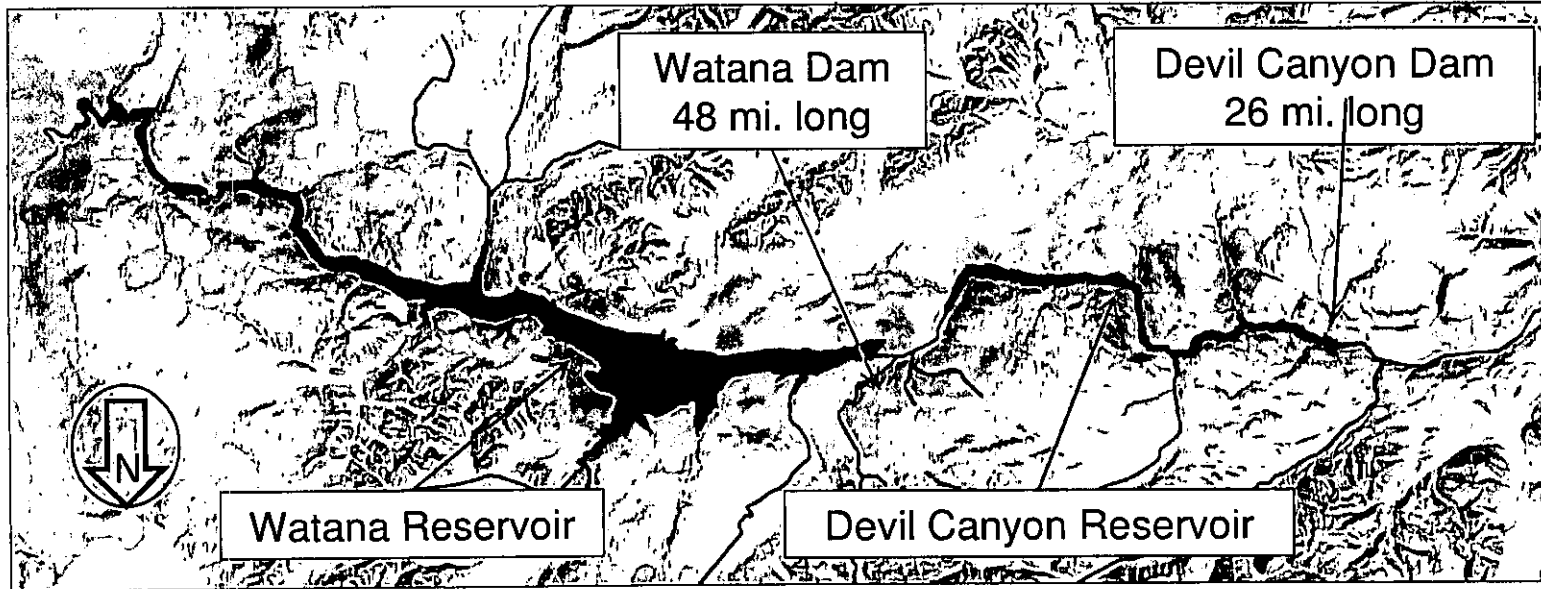 Watana Dam
48 mi. long
Devil Canyon Dam
26 mi. long
N
Watana Reservoir
Devil Canyon Reservoir